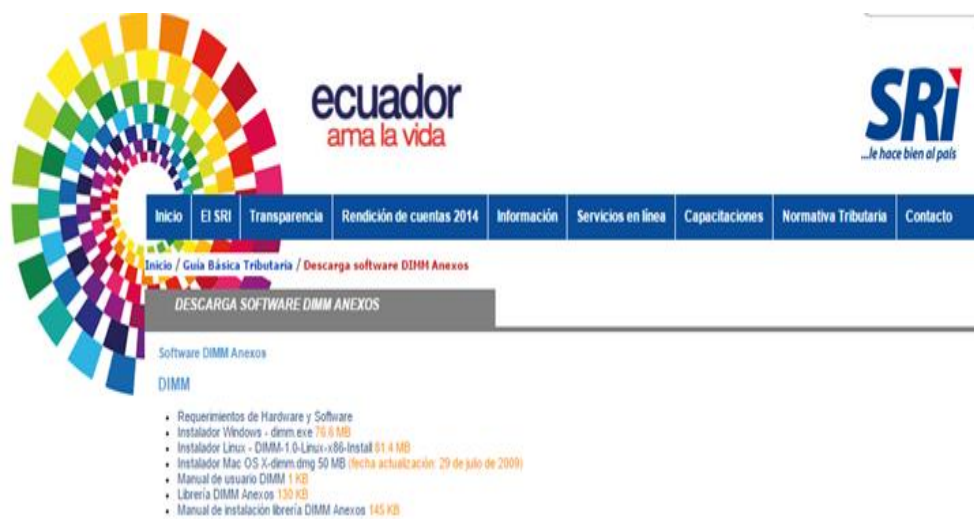 ecuador
ama la vida
SRi
...le hace bien al país
Inicio El SRI Transparencia Rendición de cuentas 2014 Información Servicios en línea Capacitaciones Normativa Tributaria Contacto
Inicio / Guía Básica Tributaria / Descarga software DIMM Anexos
DESCARGA SOFTWARE DIMM ANEXOS
Software DIMM Anexos
DIMM
Requerimientos de Hardware y Software
Instalador Windows - dimm.exe 76.6 MB
Instalador Linux - DIMM-1.0-Linux-x86-Install 81.4 MB
Instalador Mac OS X-dimm.dmg 50 MB (fecha actualización: 29 de julio de 2009)
Manual de usuario DIMM 1 KB
Librería DIMM Anexos 130 KB
Manual de instalación librería DIMM Anexos 145 KB